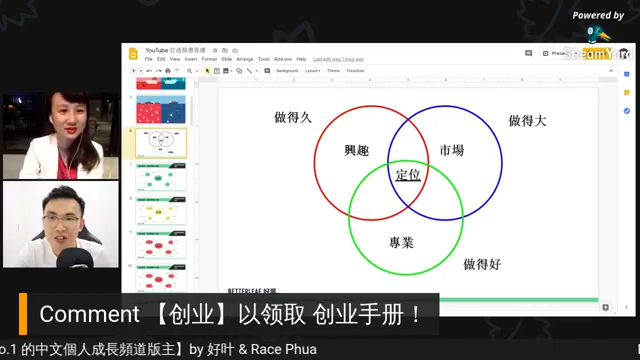 Powered by
StreamYard
YouTube 打造臉書直播
File Edit View Insert Format Slide Arrange Tools Add-ons Help
Background Layout Theme Transition
做得久
做得大
興趣
市場
定位
專業
做得好
BETTERLEAF 好葉
Comment 【创业】以领取 创业手册！
o.1 的中文個人成長頻道版主】by 好叶 & Race Phua